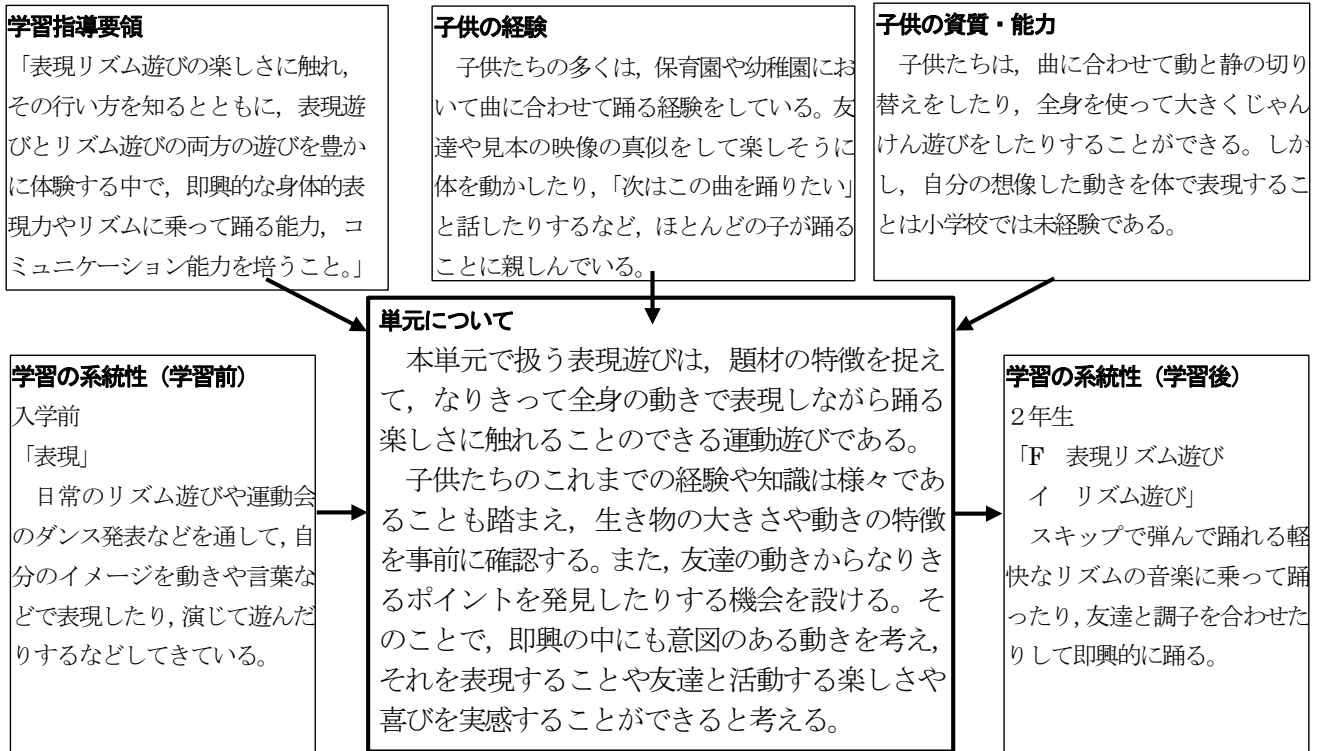 学習指導要領
「表現リズム遊びの楽しさに触れ,
その行い方を知るとともに, 表現遊
びとリズム遊びの両方の遊びを豊か
に体験する中で, 即興的な身体的表
現力やリズムに乗って踊る能力, コ
ミュニケーション能力を培うこと。」
子供の経験
子供たちの多くは, 保育園や幼稚園にお
いて曲に合わせて踊る経験をしている。友
達や見本の映像の真似をして楽しそうに
体を動かしたり, 「次はこの曲を踊りたい」
と話したりするなど, ほとんどの子が踊る
ことに親しんでいる。
子供の資質・能力
子供たちは, 曲に合わせて動と静の切り
替えをしたり, 全身を使って大きくじゃん
けん遊びをしたりすることができる。しか
し, 自分の想像した動きを体で表現するこ
とは小学校では未経験である。
学習の系統性（学習前）
入学前
「表現」
日常のリズム遊びや運動会
のダンス発表などを通して, 自
分のイメージを動きや言葉な
どで表現したり, 演じて遊んだ
りするなどしてきている。
単元について
本単元で扱う表現遊びは, 題材の特徴を捉え
て, なりきって全身の動きで表現しながら踊る
楽しさに触れることのできる運動遊びである。
子供たちのこれまでの経験や知識は様々であ
ることも踏まえ, 生き物の大きさや動きの特徴
を事前に確認する。また, 友達の動きからなりき
るポイントを発見したりする機会を設ける。そ
のことで, 即興の中にも意図のある動きを考え,
それを表現することや友達と活動する楽しさや
喜びを実感することができると考える。
学習の系統性（学習後）
２年生
「F 表現リズム遊び
イ リズム遊び」
スキップで弾んで踊れる軽
快なリズムの音楽に乗って踊
ったり, 友達と調子を合わせた
りして即興的に踊る。